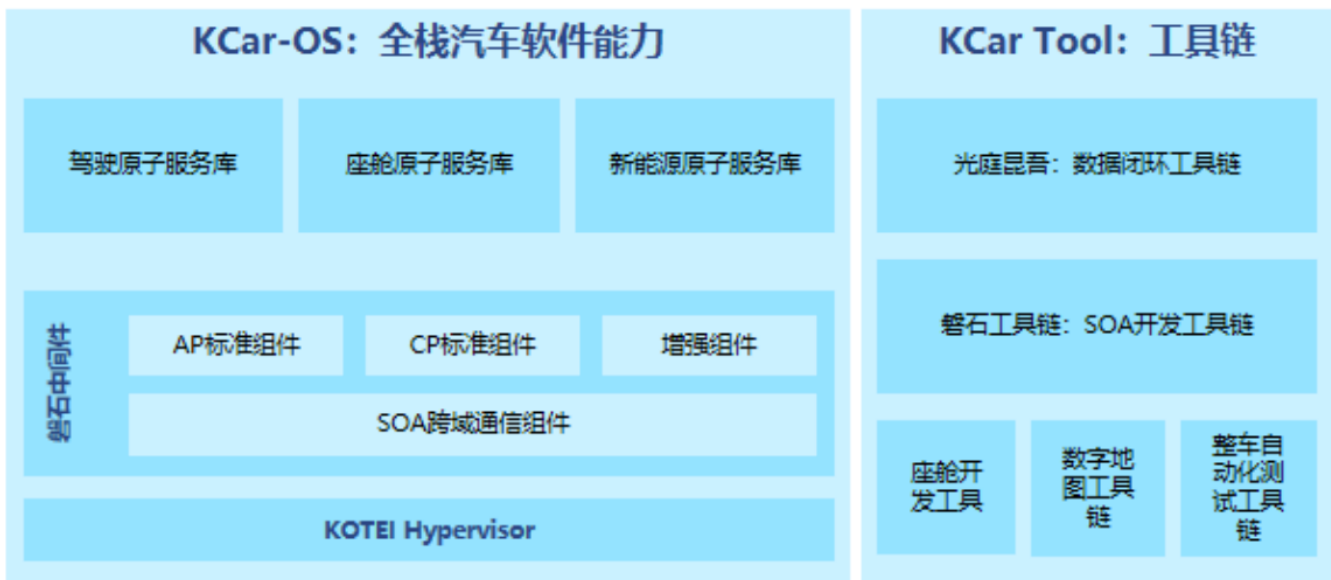 KCar-OS：全栈汽车软件能力
驾驶原子服务库
座舱原子服务库
新能源原子服务库
磐石中间件
AP标准组件
CP标准组件
增强组件
SOA跨域通信组件
KOTEI Hypervisor
KCar Tool：工具链
光庭昆吾：数据闭环工具链
磐石工具链：SOA开发工具链
座舱开
发工具
数字地
图工具
链
整车自
动化测
试工具
链